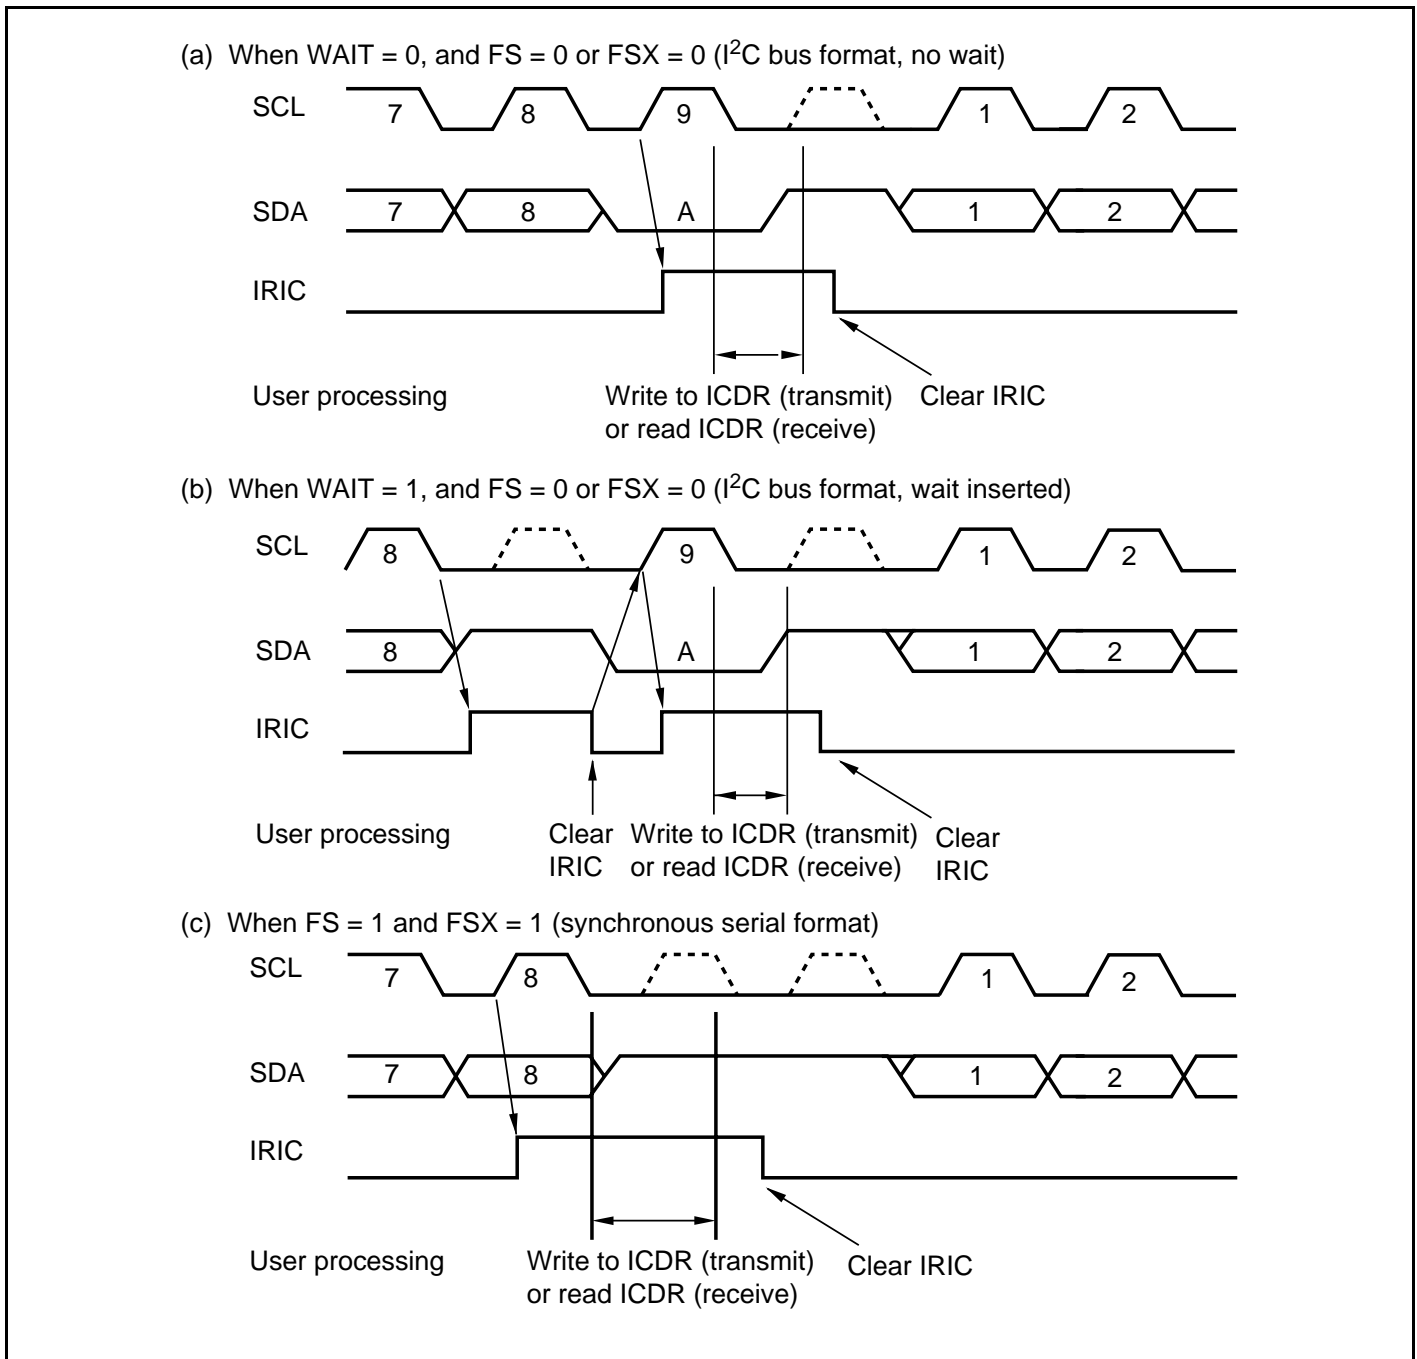 (a) When WAIT = 0, and FS = 0 or FSX = 0 (I2C bus format, no wait)
SCL 7 8 9 1 2
SDA 7 8 A 1 2
IRIC
User processing Write to ICDR (transmit) Clear IRIC
or read ICDR (receive)
(b) When WAIT = 1, and FS = 0 or FSX = 0 (I2C bus format, wait inserted)
SCL 8 9 1 2
SDA 8 A 1 2
IRIC
User processing Clear Write to ICDR (transmit) Clear
IRIC or read ICDR (receive) IRIC
(c) When FS = 1 and FSX = 1 (synchronous serial format)
SCL 7 8 1 2
SDA 7 8 1 2
IRIC
User processing Write to ICDR (transmit) Clear IRIC
or read ICDR (receive)